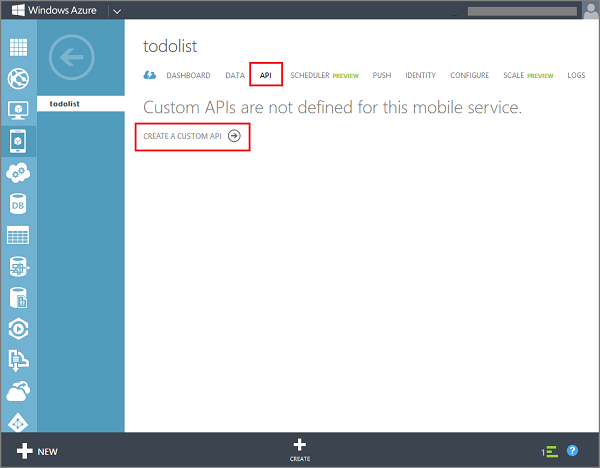 Windows Azure
todolist
DASHBOARD DATA API SCHEDULER PREVIEW PUSH IDENTITY CONFIGURE SCALE PREVIEW LOGS
todolist
Custom APIs are not defined for this mobile service.
CREATE A CUSTOM API
DB
NEW
CREATE
1
?